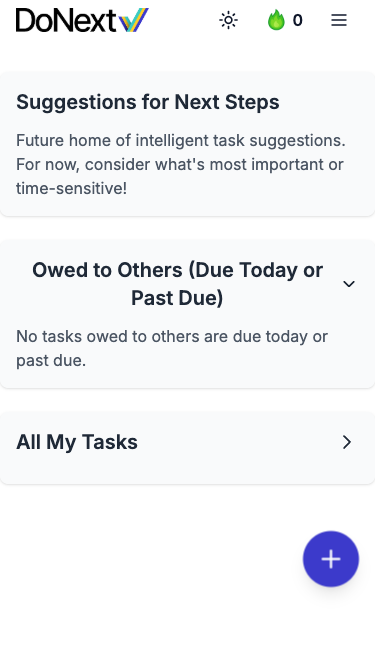 DoNext
0
Suggestions for Next Steps
Future home of intelligent task suggestions.
For now, consider what's most important or
time-sensitive!
Owed to Others (Due Today or
Past Due)
No tasks owed to others are due today or
past due.
All My Tasks